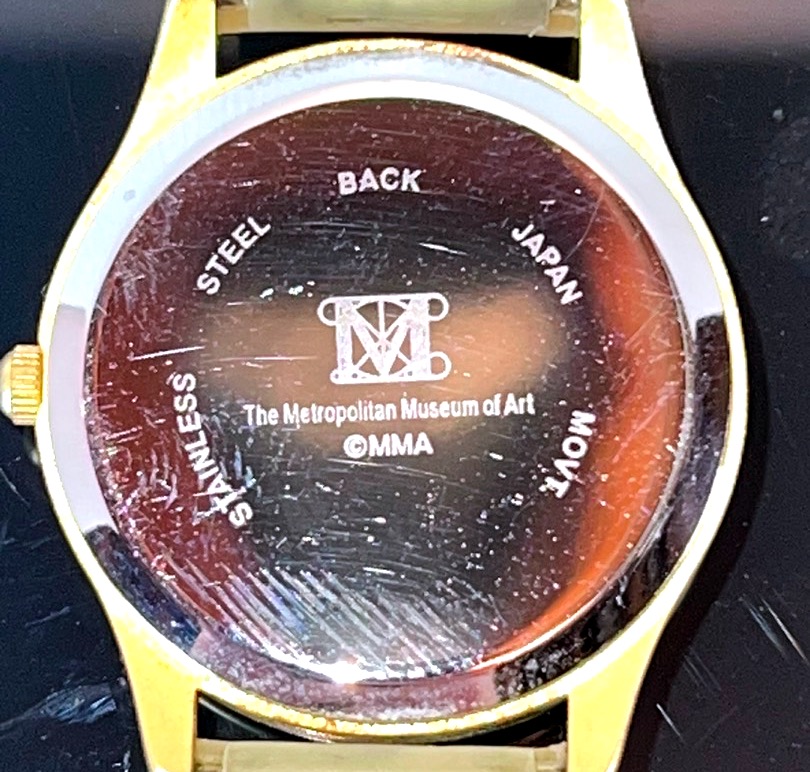 STAINLESS STEEL BACK
JAPAN MOVT.
M
The Metropolitan Museum of Art
©MMA